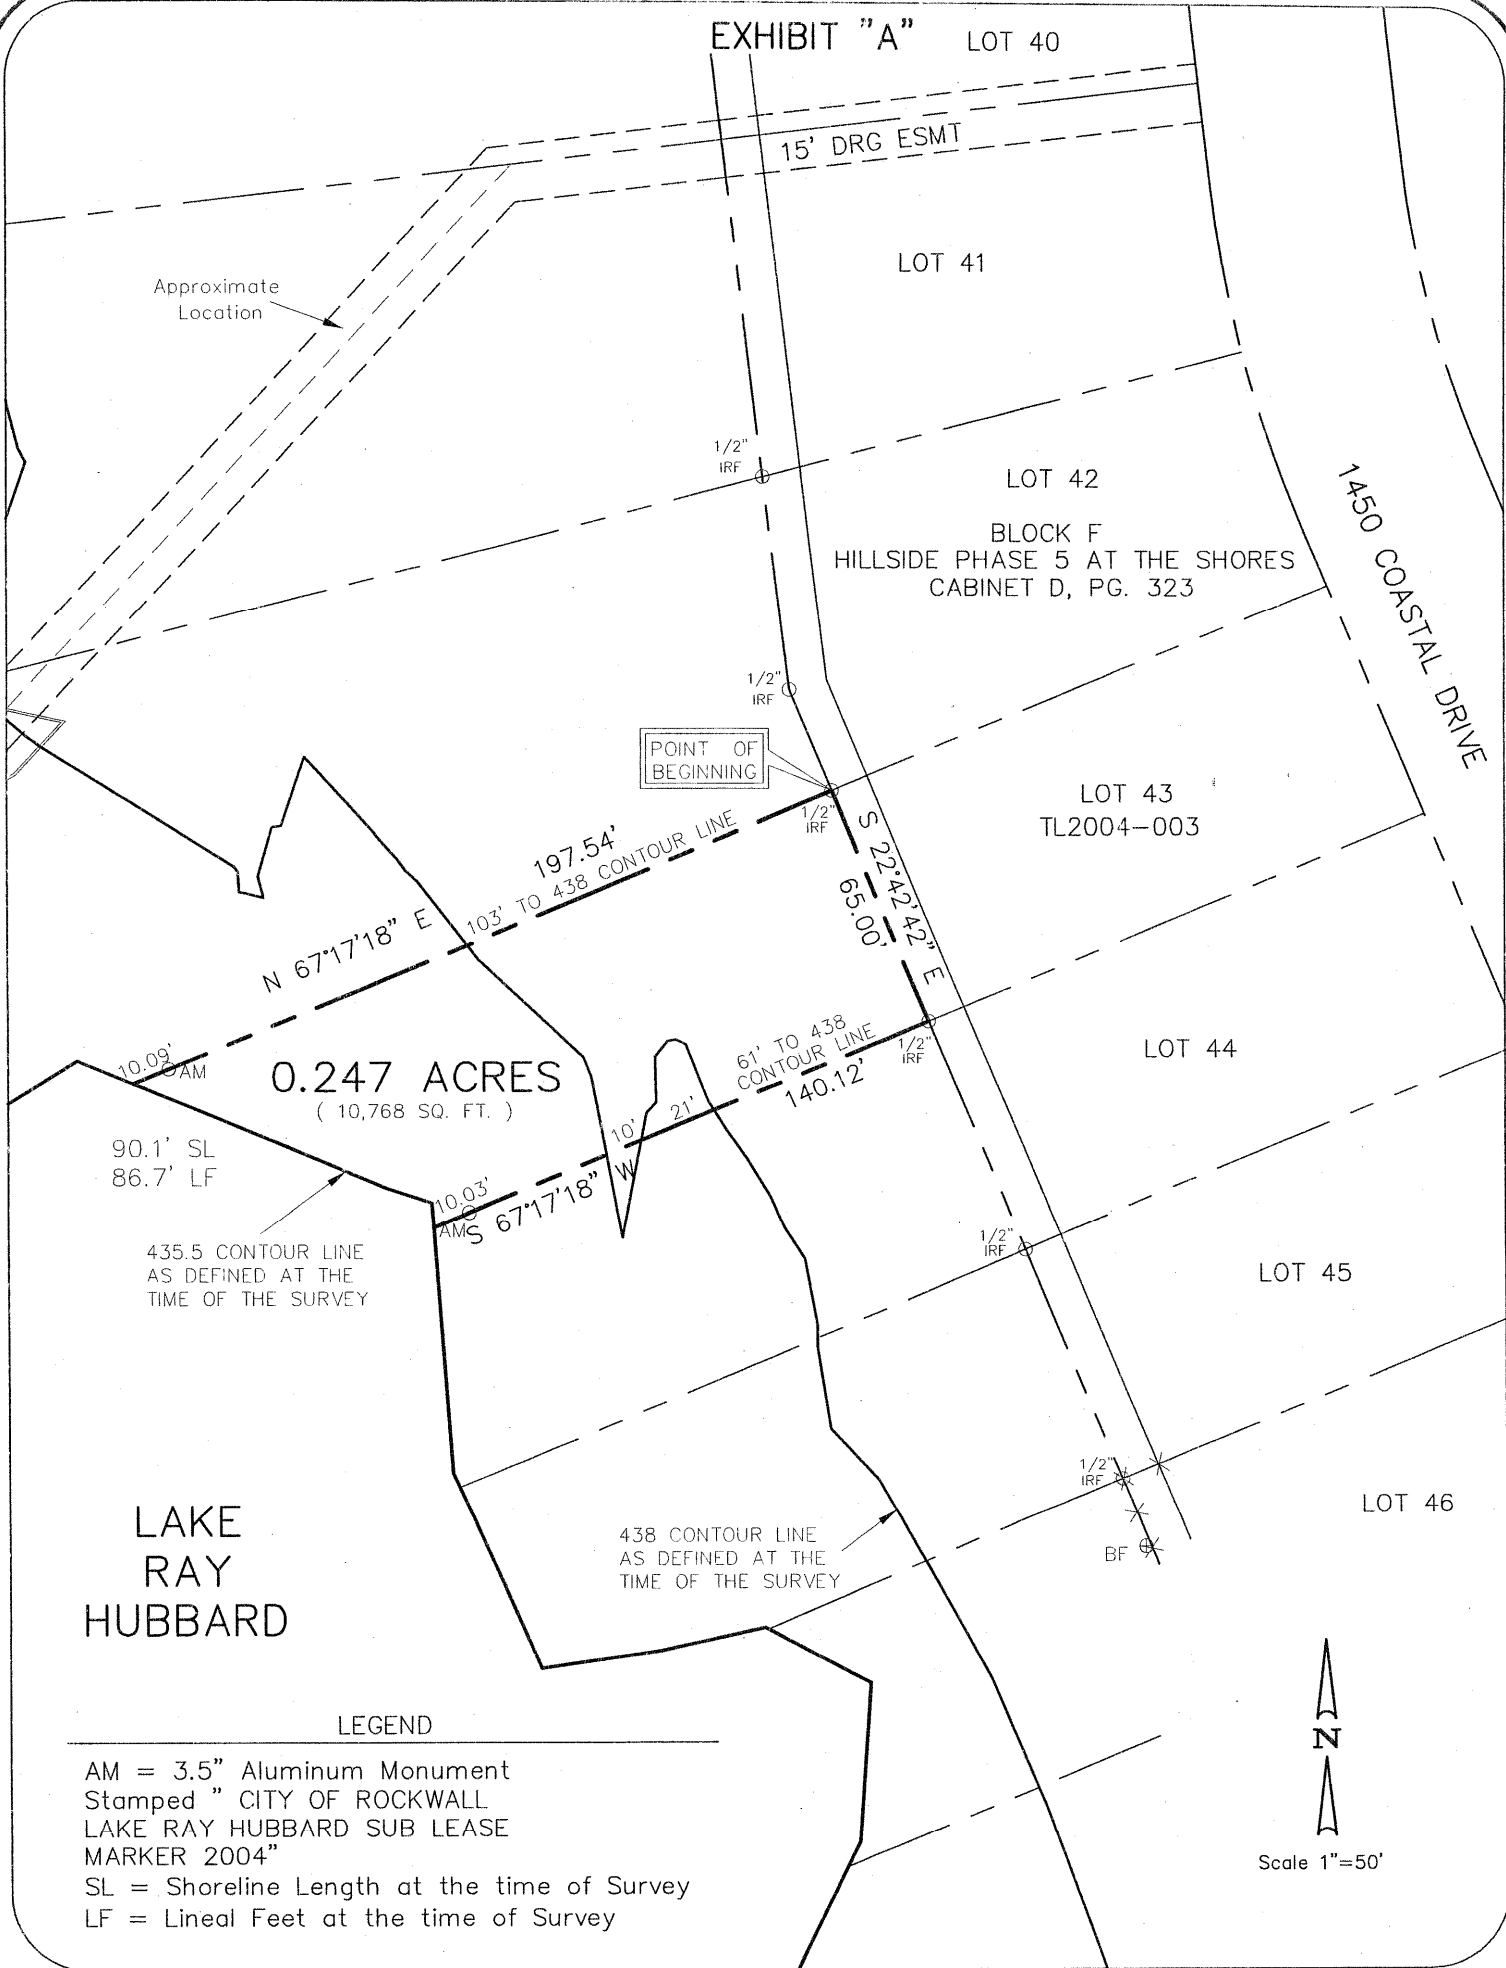 EXHIBIT "A"
LOT 40
15' DRG ESMT
LOT 41
Approximate
Location
1/2"
IRF
LOT 42
BLOCK F
HILLSIDE PHASE 5 AT THE SHORES
CABINET D, PG. 323
1450 COASTAL DRIVE
1/2"
IRF
POINT OF
BEGINNING
1/2"
IRF
LOT 43
TL2004-003
197.54'
103' TO 438 CONTOUR LINE
N 67°17'18" E
S 22°42'42" E
65.00'
10.09'
AM
0.247 ACRES
( 10,768 SQ. FT. )
61' TO 438
CONTOUR LINE
140.12'
1/2"
IRF
LOT 44
21'
10'
90.1' SL
86.7' LF
10.03'
AM
S 67°17'18" W
435.5 CONTOUR LINE
AS DEFINED AT THE
TIME OF THE SURVEY
1/2"
IRF
LOT 45
1/2"
IRF
LOT 46
BF
438 CONTOUR LINE
AS DEFINED AT THE
TIME OF THE SURVEY
LAKE
RAY
HUBBARD
N
Scale 1"=50'
LEGEND
AM = 3.5" Aluminum Monument
Stamped " CITY OF ROCKWALL
LAKE RAY HUBBARD SUB LEASE
MARKER 2004"
SL = Shoreline Length at the time of Survey
LF = Lineal Feet at the time of Survey